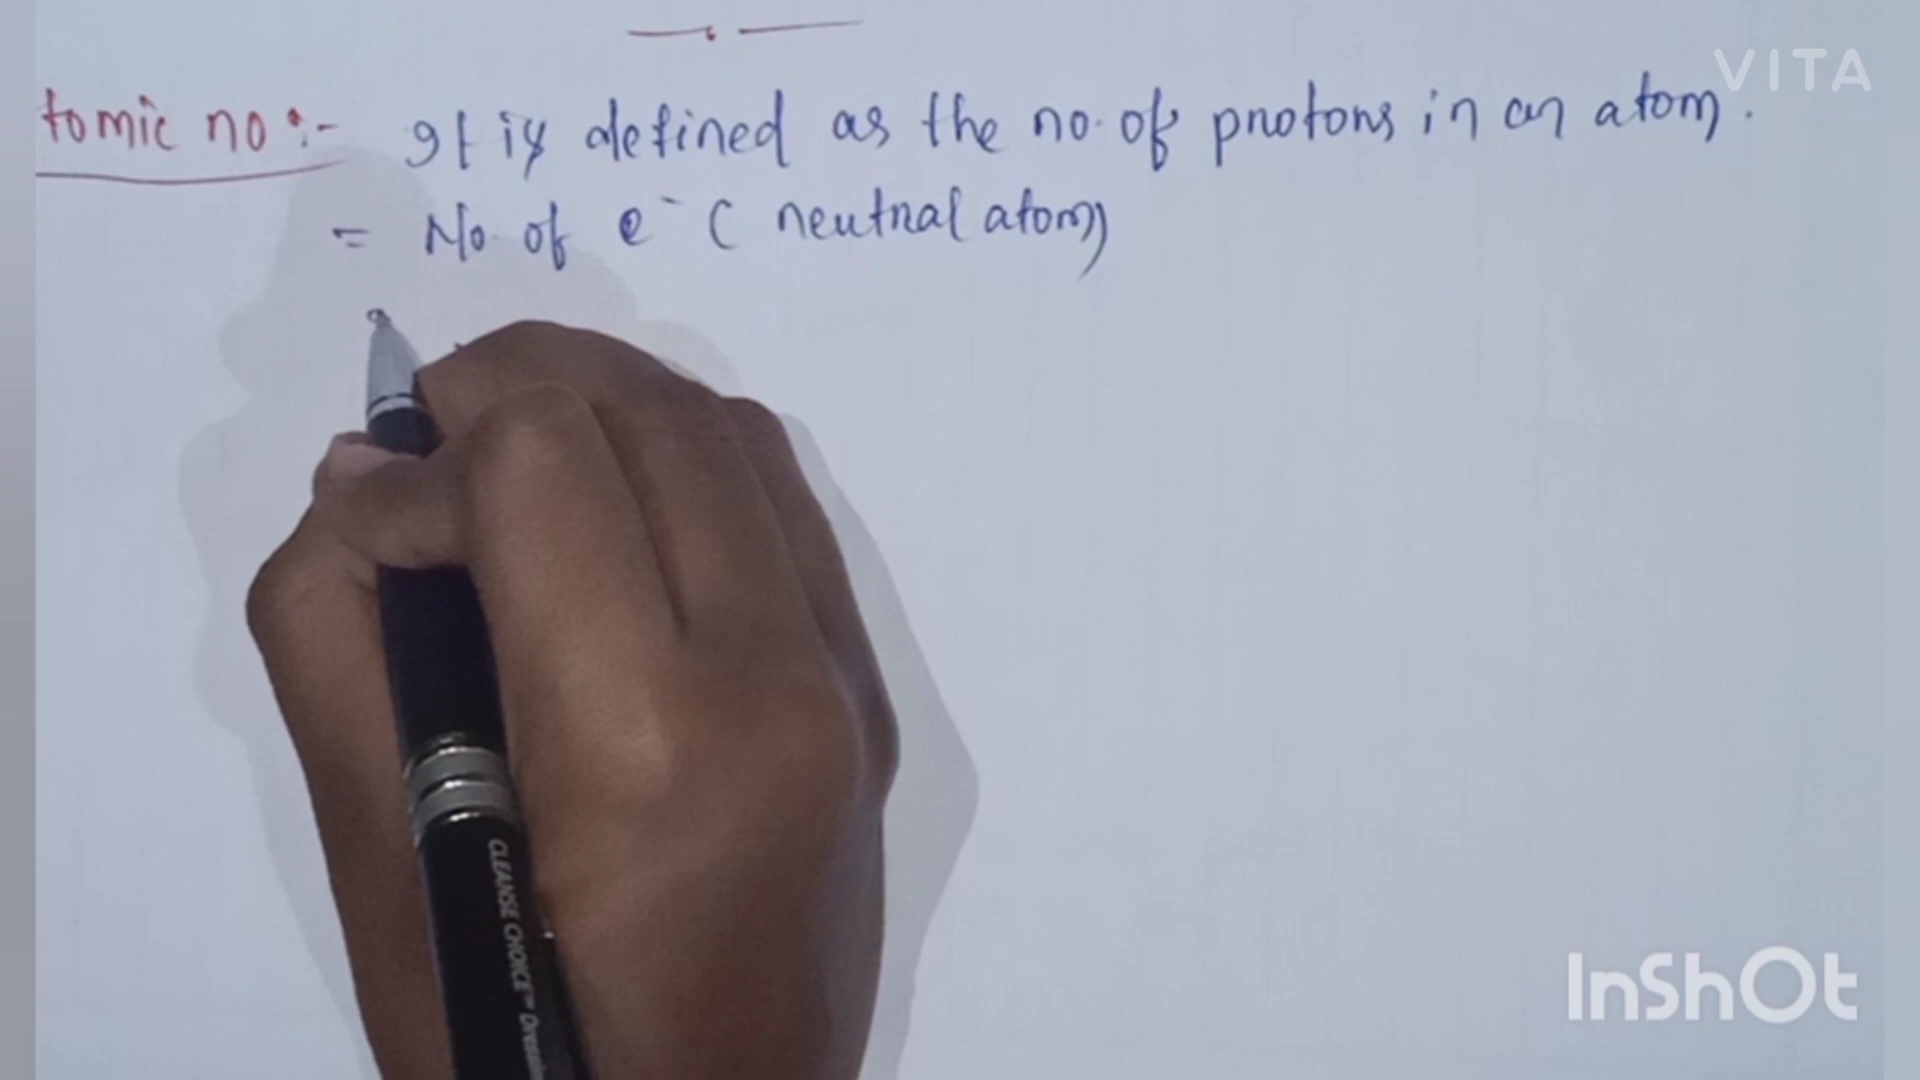 VITA
tomic no :- It is defined as the no. of protons in an atom.
= No. of e⁻ ( neutral atom)
CLEANSE CHOICE™
InShOt